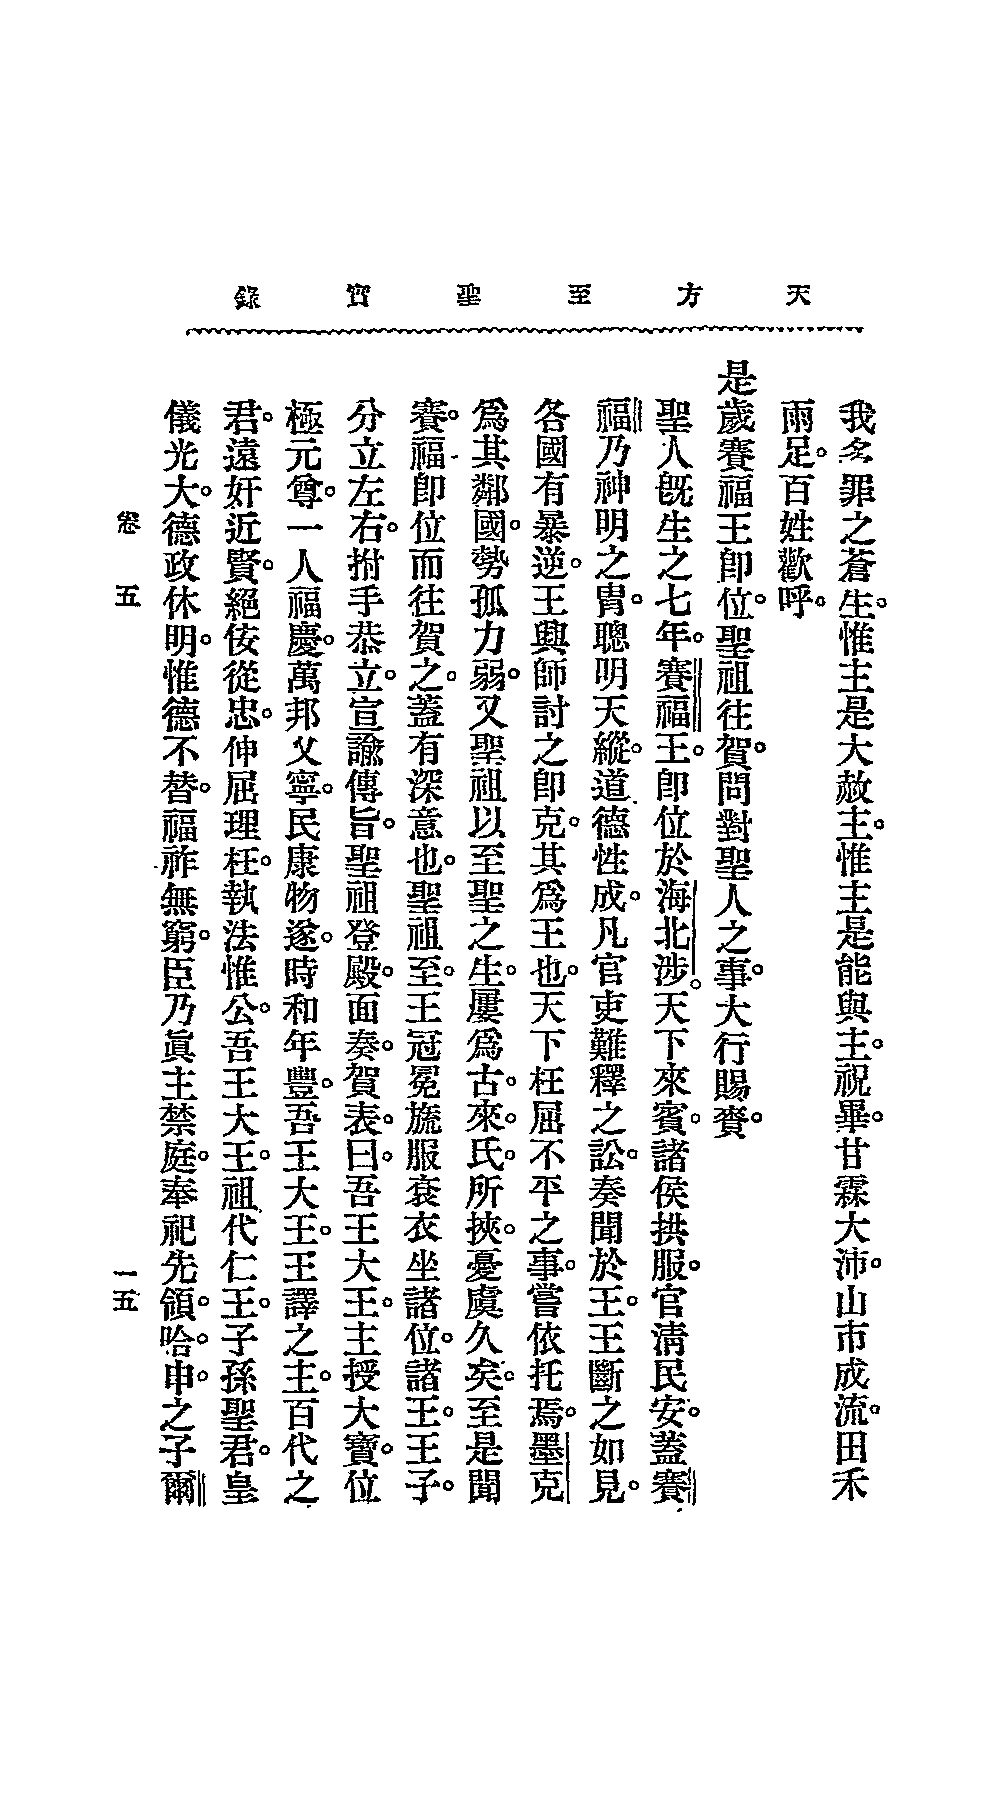 天方至聖實錄
我多罪之蒼生。惟主是大赦主。惟主是能與主。祝畢。甘霖大沛。山市成流。田禾
兩足。百姓歡呼。
是歲賽福王卽位。聖祖往賀。問對聖人之事。大行賜賚。
聖人旣生之七年。賽福王。卽位於海北涉。天下來賓。諸侯拱服。官淸民安。蓋賽
福乃神明之胄。聰明天縱。道德性成。凡官吏難釋之訟。奏聞於王。王斷之如見。
各國有暴逆。王興師討之卽克。其爲王也。天下枉屈不平之事。嘗依托焉。墨克
爲其鄰國。勢孤力弱。又聖祖以至聖之生。屢爲古。來。氏。所挾。憂虞久矣。至是聞
賽。福卽位而往賀之。蓋有深意也。聖祖至。王冠冕旒服衮衣坐諸位。諸王。王子。
分立左右。拊手恭立。宣諭傳旨。聖祖登殿。面奏。賀表。曰。吾王大王。主授大寶。位
極元尊。一人福慶。萬邦父寧。民康物遂。時和年豐。吾王大王。王譯之主。百代之
君。遠奸近賢。絕佞從忠。伸屈理枉。執法惟公。吾王大王。祖代仁王。子孫聖君。皇
儀光大。德政休明。惟德不替。福祚無窮。臣乃眞主禁庭。奉祀先領。哈。申。之子爾
卷五
一五